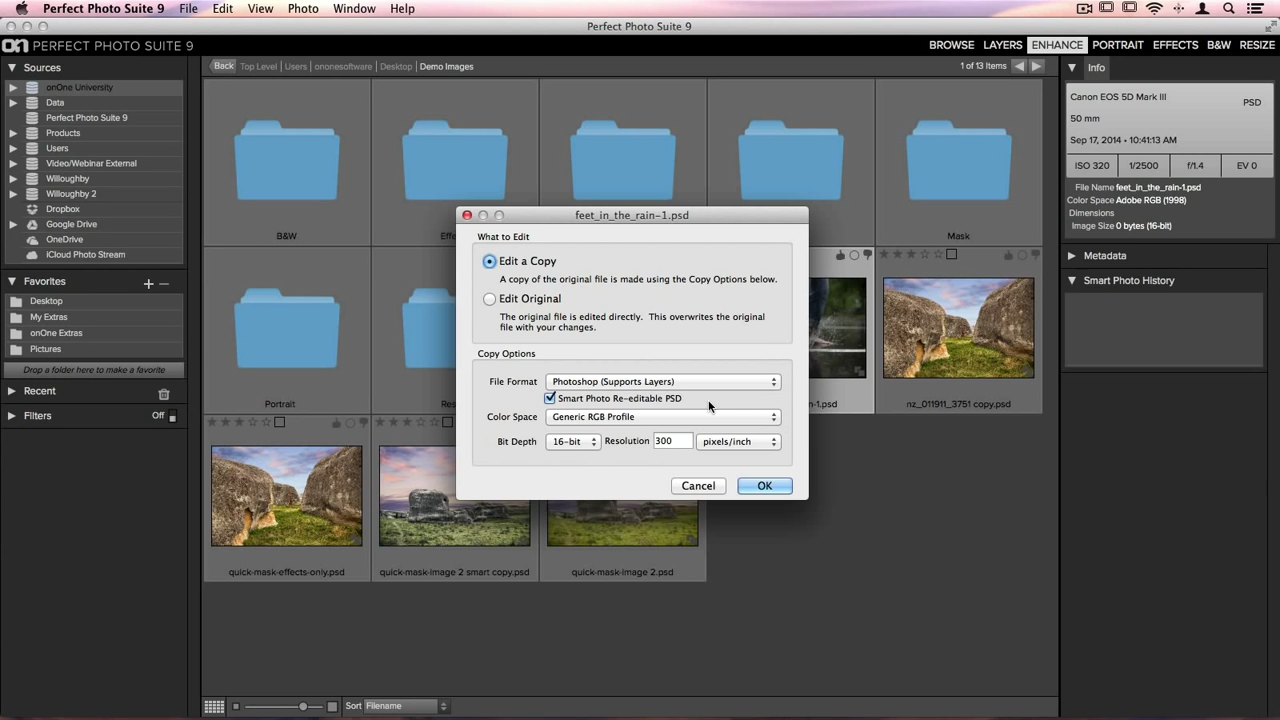 Perfect Photo Suite 9 File Edit View Photo Window Help
Perfect Photo Suite 9
on PERFECT PHOTO SUITE 9
BROWSE LAYERS ENHANCE PORTRAIT EFFECTS B&W RESIZE
Sources
onOne University
Data
Perfect Photo Suite 9
Products
Users
Video/Webinar External
Willoughby
Willoughby 2
Dropbox
Google Drive
OneDrive
iCloud Photo Stream
Favorites
Desktop
My Extras
onOne Extras
Pictures
Drop a folder here to make a favorite
Recent
Filters Off
Back Top Level Users ononesoftware Desktop Demo Images
1 of 13 Items
B&W
Effe
Mask
Portrait
Res
-1.psd
nz_011911_3751 copy.psd
quick-mask-effects-only.psd
quick-mask-image 2 smart copy.psd
quick-mask-image 2.psd
Sort Filename
feet_in_the_rain-1.psd
What to Edit
Edit a Copy
A copy of the original file is made using the Copy Options below.
Edit Original
The original file is edited directly. This overwrites the original
file with your changes.
Copy Options
File Format Photoshop (Supports Layers)
Smart Photo Re-editable PSD
Color Space Generic RGB Profile
Bit Depth 16-bit Resolution 300 pixels/inch
Cancel OK
Info
Canon EOS 5D Mark III PSD
50 mm
Sep 17, 2014 • 10:41:13 AM
ISO 320 1/2500 f/1.4 EV 0
File Name feet_in_the_rain-1.psd
Color Space Adobe RGB (1998)
Dimensions
Image Size 0 bytes (16-bit)
Metadata
Smart Photo History